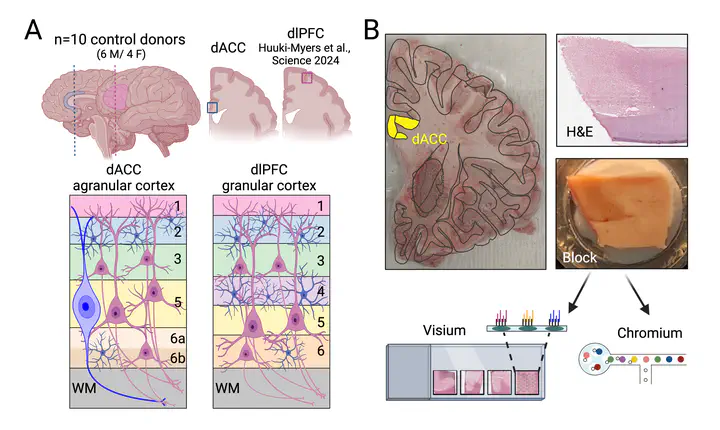 A
n=10 control donors
(6 M/ 4 F)
dACC
dlPFC
Huuki-Myers et al.,
Science 2024
dACC
agranular cortex
1
2
3
5
6a
6b
WM
dlPFC
granular cortex
1
2
3
4
5
6
WM
B
dACC
H&E
Block
Visium
Chromium